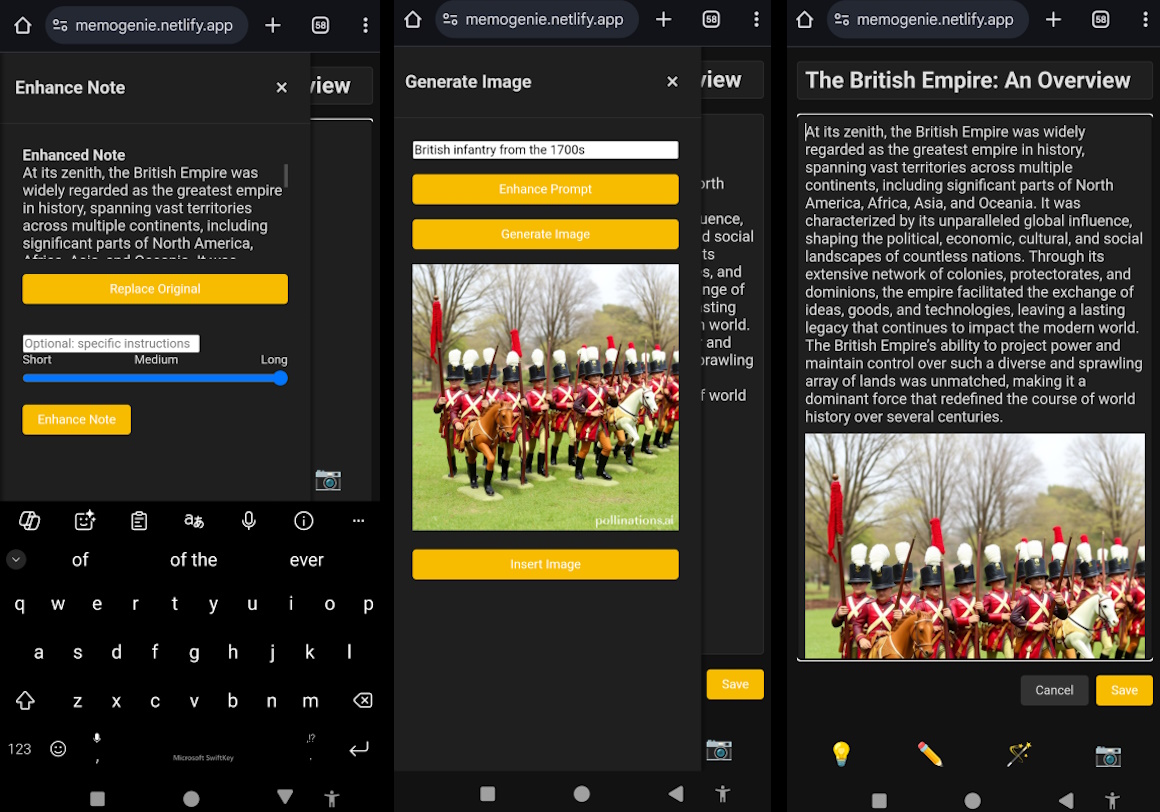 memogenie.netlify.app
58
Enhance Note
view
Enhanced Note
At its zenith, the British Empire was
widely regarded as the greatest empire
in history, spanning vast territories
across multiple continents, including
significant parts of North America,
Africa, Asia, and Oceania. It was
Replace Original
Optional: specific instructions
Short Medium Long
Enhance Note
of of the ever
q w e r t y u i o p
a s d f g h j k l
z x c v b n m
123 , Microsoft SwiftKey ,!? .
memogenie.netlify.app
58
Generate Image
view
British infantry from the 1700s
Enhance Prompt
Generate Image
pollinations.ai
Insert Image
orth
uence,
d social
ts
s, and
nge of
sting
n world.
and
prawling
f world
Save
memogenie.netlify.app
58
The British Empire: An Overview
At its zenith, the British Empire was widely
regarded as the greatest empire in history,
spanning vast territories across multiple
continents, including significant parts of North
America, Africa, Asia, and Oceania. It was
characterized by its unparalleled global influence,
shaping the political, economic, cultural, and social
landscapes of countless nations. Through its
extensive network of colonies, protectorates, and
dominions, the empire facilitated the exchange of
ideas, goods, and technologies, leaving a lasting
legacy that continues to impact the modern world.
The British Empire’s ability to project power and
maintain control over such a diverse and sprawling
array of lands was unmatched, making it a
dominant force that redefined the course of world
history over several centuries.
Cancel
Save